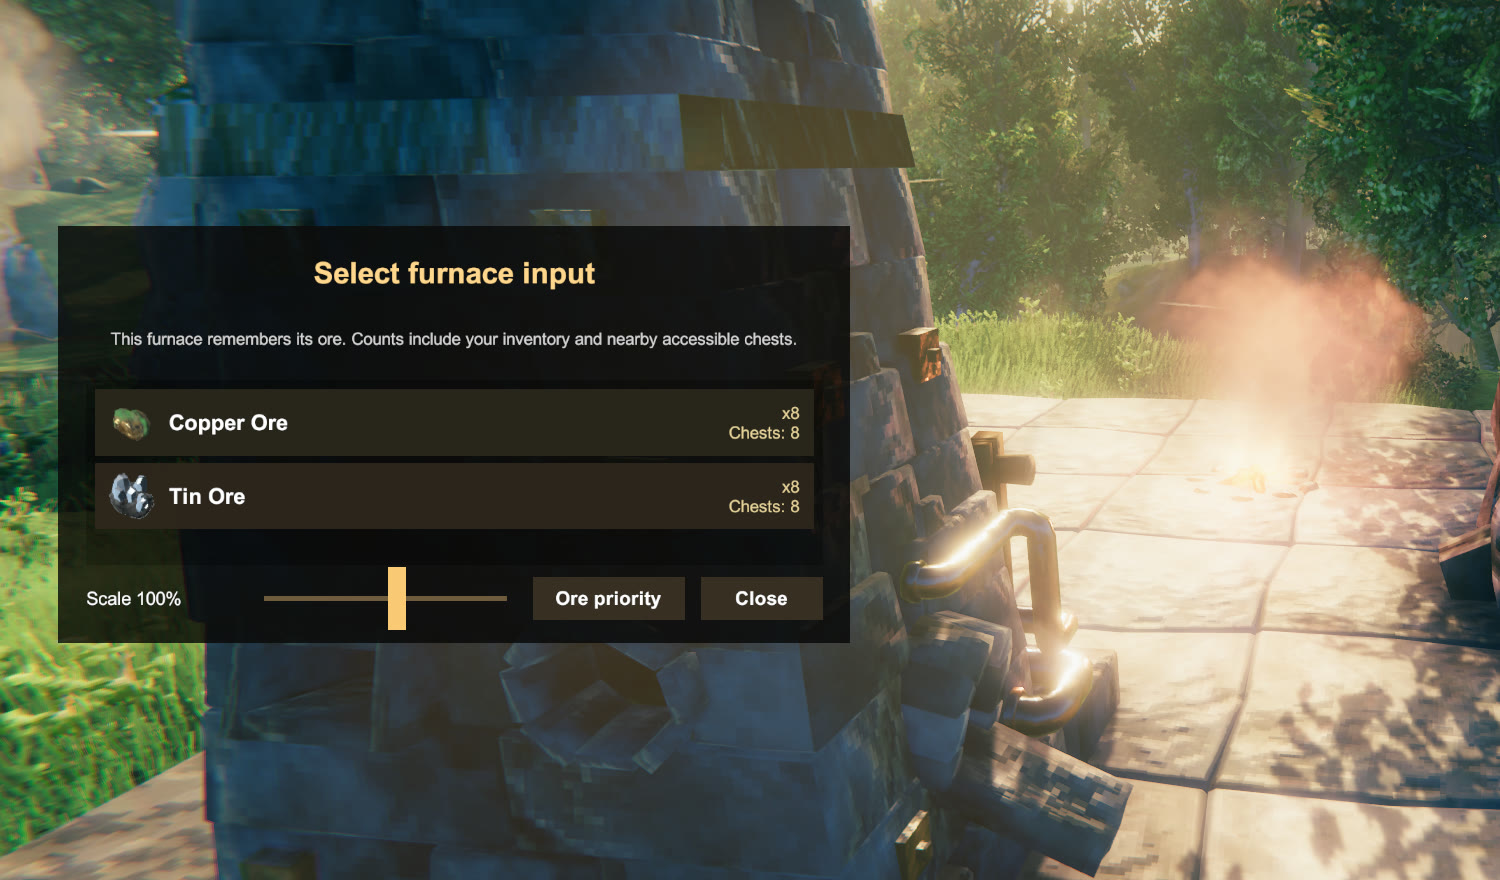 Select furnace input
This furnace remembers its ore. Counts include your inventory and nearby accessible chests.
Copper Ore
x8
Chests: 8
Tin Ore
x8
Chests: 8
Scale 100%
Ore priority
Close